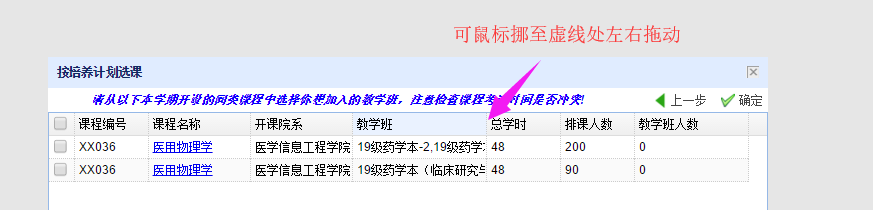 可鼠标挪至虚线处左右拖动
按培养计划选课
请从以下本学期开设的同类课程中选择你想加入的教学班，注意检查课程考 时间是否冲突!
上一步 确定
课程编号 课程名称 开课院系 教学班 总学时 排课人数 教学班人数
XX036 医用物理学 医学信息工程学院 19级药学本-2,19级药学 48 200 0
XX036 医用物理学 医学信息工程学院 19级药学本（临床研究 48 90 0